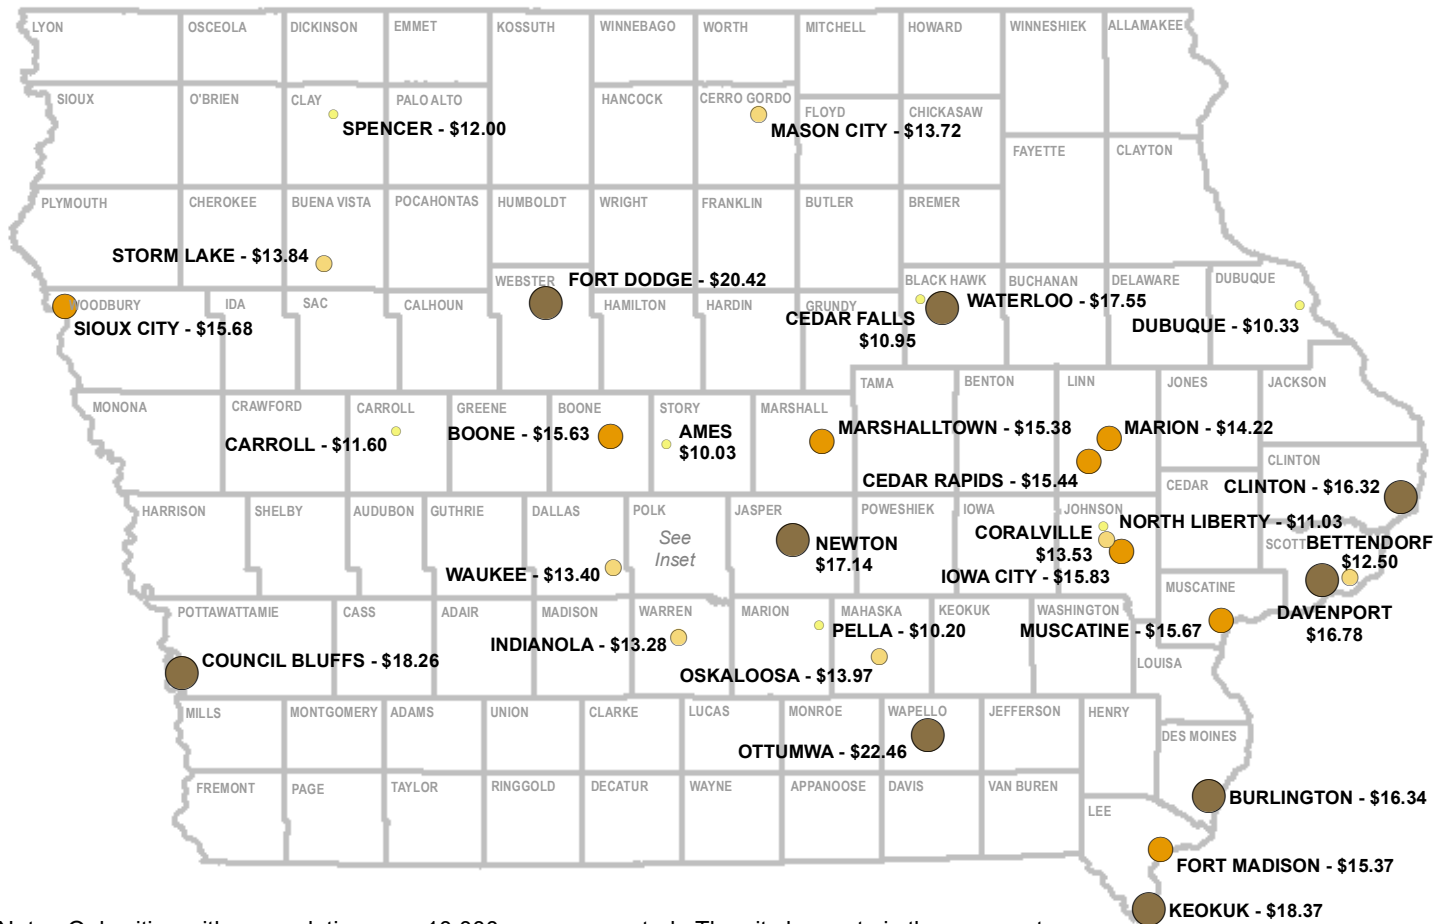 LYON
OSCEOLA
DICKINSON
EMMET
KOSSUTH
WINNEBAGO
WORTH
MITCHELL
HOWARD
WINNESHIEK
ALLAMAKEE
SIOUX
O'BRIEN
CLAY
PALO ALTO
HANCOCK
CERRO GORDO
FLOYD
CHICKASAW
SPENCER - $12.00
MASON CITY - $13.72
FAYETTE
CLAYTON
PLYMOUTH
CHEROKEE
BUENA VISTA
POCAHONTAS
HUMBOLDT
WRIGHT
FRANKLIN
BUTLER
BREMER
STORM LAKE - $13.84
WEBSTER
FORT DODGE - $20.42
BLACK HAWK
BUCHANAN
DELAWARE
DUBUQUE
WOODBURY
IDA
SAC
CALHOUN
HAMILTON
HARDIN
GRUNDY
WATERLOO - $17.55
SIOUX CITY - $15.68
CEDAR FALLS
$10.95
DUBUQUE - $10.33
TAMA
BENTON
LINN
JONES
JACKSON
MONONA
CRAWFORD
CARROLL
GREENE
BOONE
STORY
MARSHALL
CARROLL - $11.60
BOONE - $15.63
AMES
$10.03
MARSHALLTOWN - $15.38
MARION - $14.22
CEDAR RAPIDS - $15.44
CLINTON
CEDAR
CLINTON - $16.32
HARRISON
SHELBY
AUDUBON
GUTHRIE
DALLAS
POLK
JASPER
POWESHIEK
IOWA
JOHNSON
NORTH LIBERTY - $11.03
See
Inset
NEWTON
$17.14
CORALVILLE
$13.53
SCOTT
BETTENDORF
$12.50
WAUKEE - $13.40
IOWA CITY - $15.83
MUSCATINE
POTTAWATTAMIE
CASS
ADAIR
MADISON
WARREN
MARION
MAHASKA
KEOKUK
WASHINGTON
DAVENPORT
$16.78
INDIANOLA - $13.28
PELLA - $10.20
MUSCATINE - $15.67
COUNCIL BLUFFS - $18.26
OSKALOOSA - $13.97
LOUISA
MILLS
MONTGOMERY
ADAMS
UNION
CLARKE
LUCAS
MONROE
WAPELLO
JEFFERSON
HENRY
DES MOINES
OTTUMWA - $22.46
FREMONT
PAGE
TAYLOR
RINGGOLD
DECATUR
WAYNE
APPANOOSE
DAVIS
VAN BUREN
BURLINGTON - $16.34
LEE
FORT MADISON - $15.37
KEOKUK - $18.37